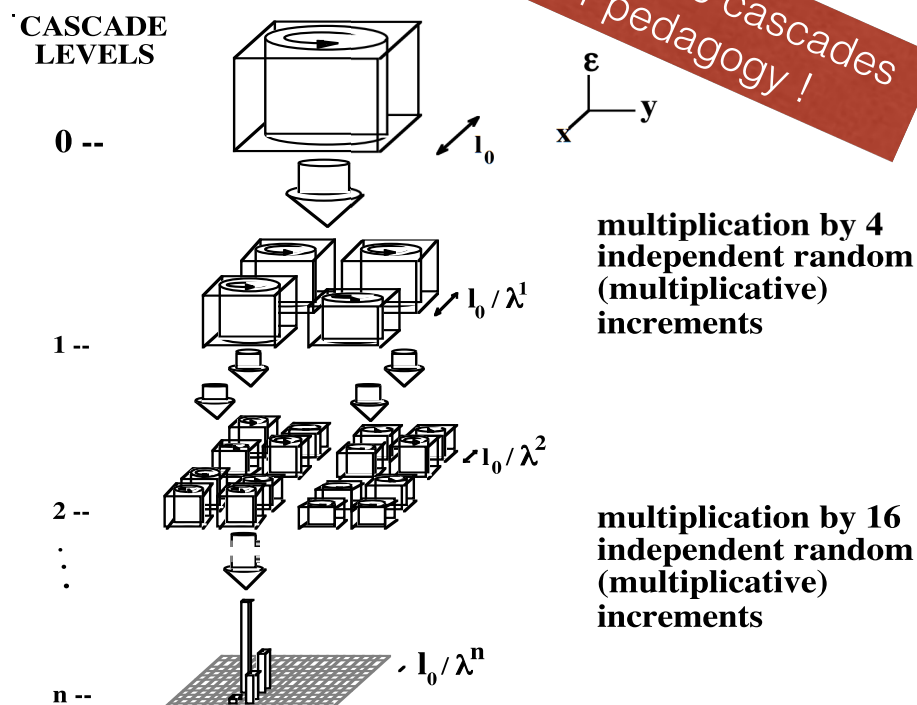 CASCADE
LEVELS
cascades
pedagogy !
0 --
l₀
ε
y
x
multiplication by 4
independent random
(multiplicative)
increments
l₀ / λ¹
1 --
l₀ / λ²
2 --
multiplication by 16
independent random
(multiplicative)
increments
l₀ / λⁿ
n --